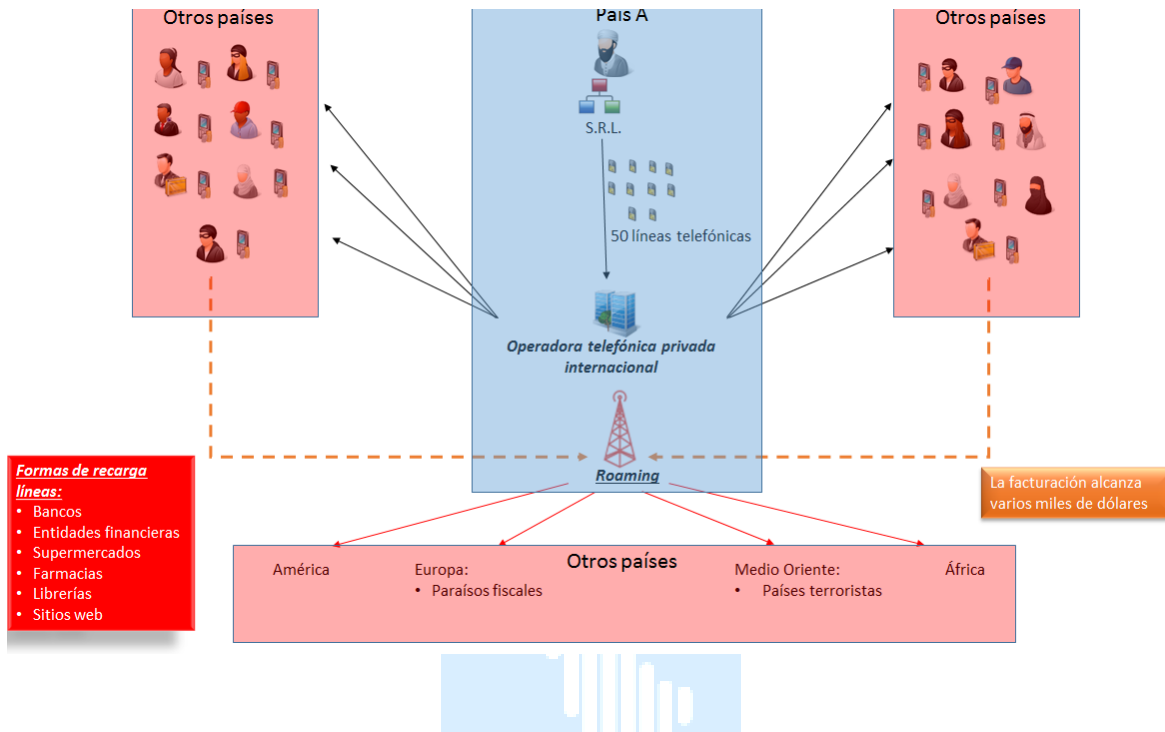 Otros países
País A
Otros países
S.R.L.
50 líneas telefónicas
Operadora telefónica privada
internacional
Roaming
Formas de recarga
líneas:
• Bancos
• Entidades financieras
• Supermercados
• Farmacias
• Librerías
• Sitios web
La facturación alcanza
varios miles de dólares
Otros países
América
Europa:
• Paraísos fiscales
Medio Oriente:
• Países terroristas
África